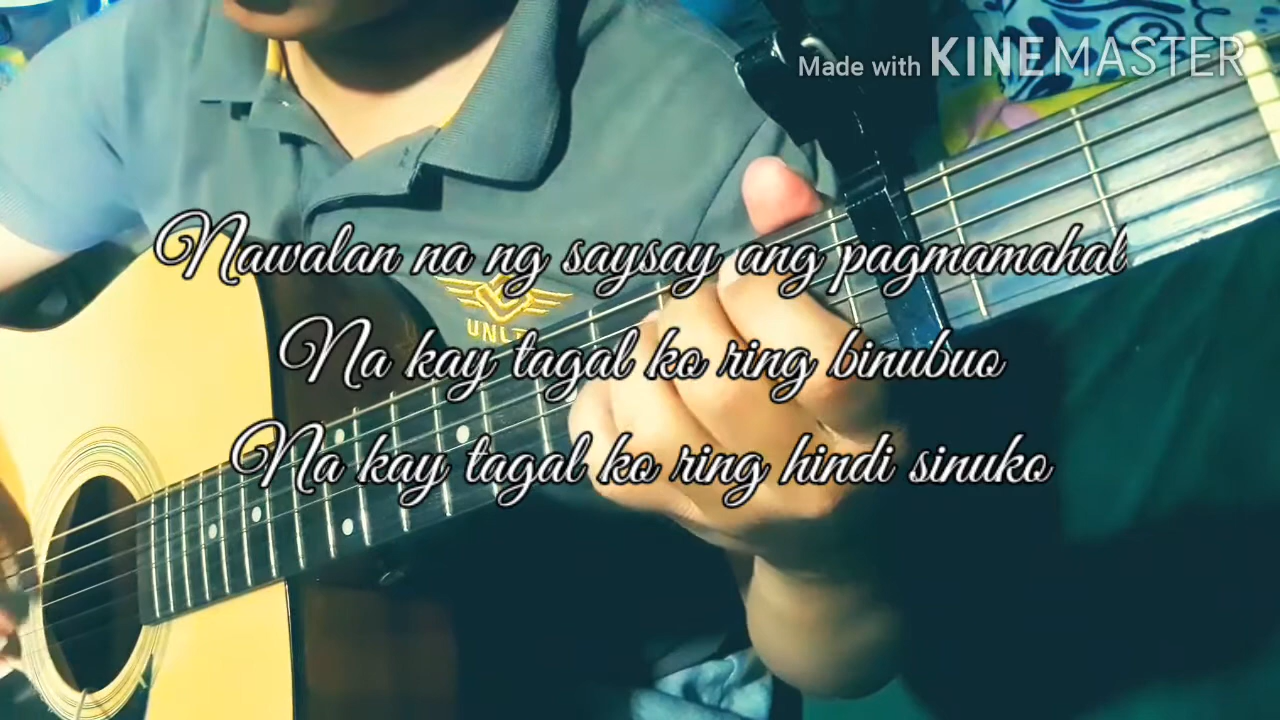 Made with KINEMASTER
Nawalan na ng saysay ang pagmamahal
UNLT
Na kay tagal ko ring binubuo
Na kay tagal ko ring hindi sinuko